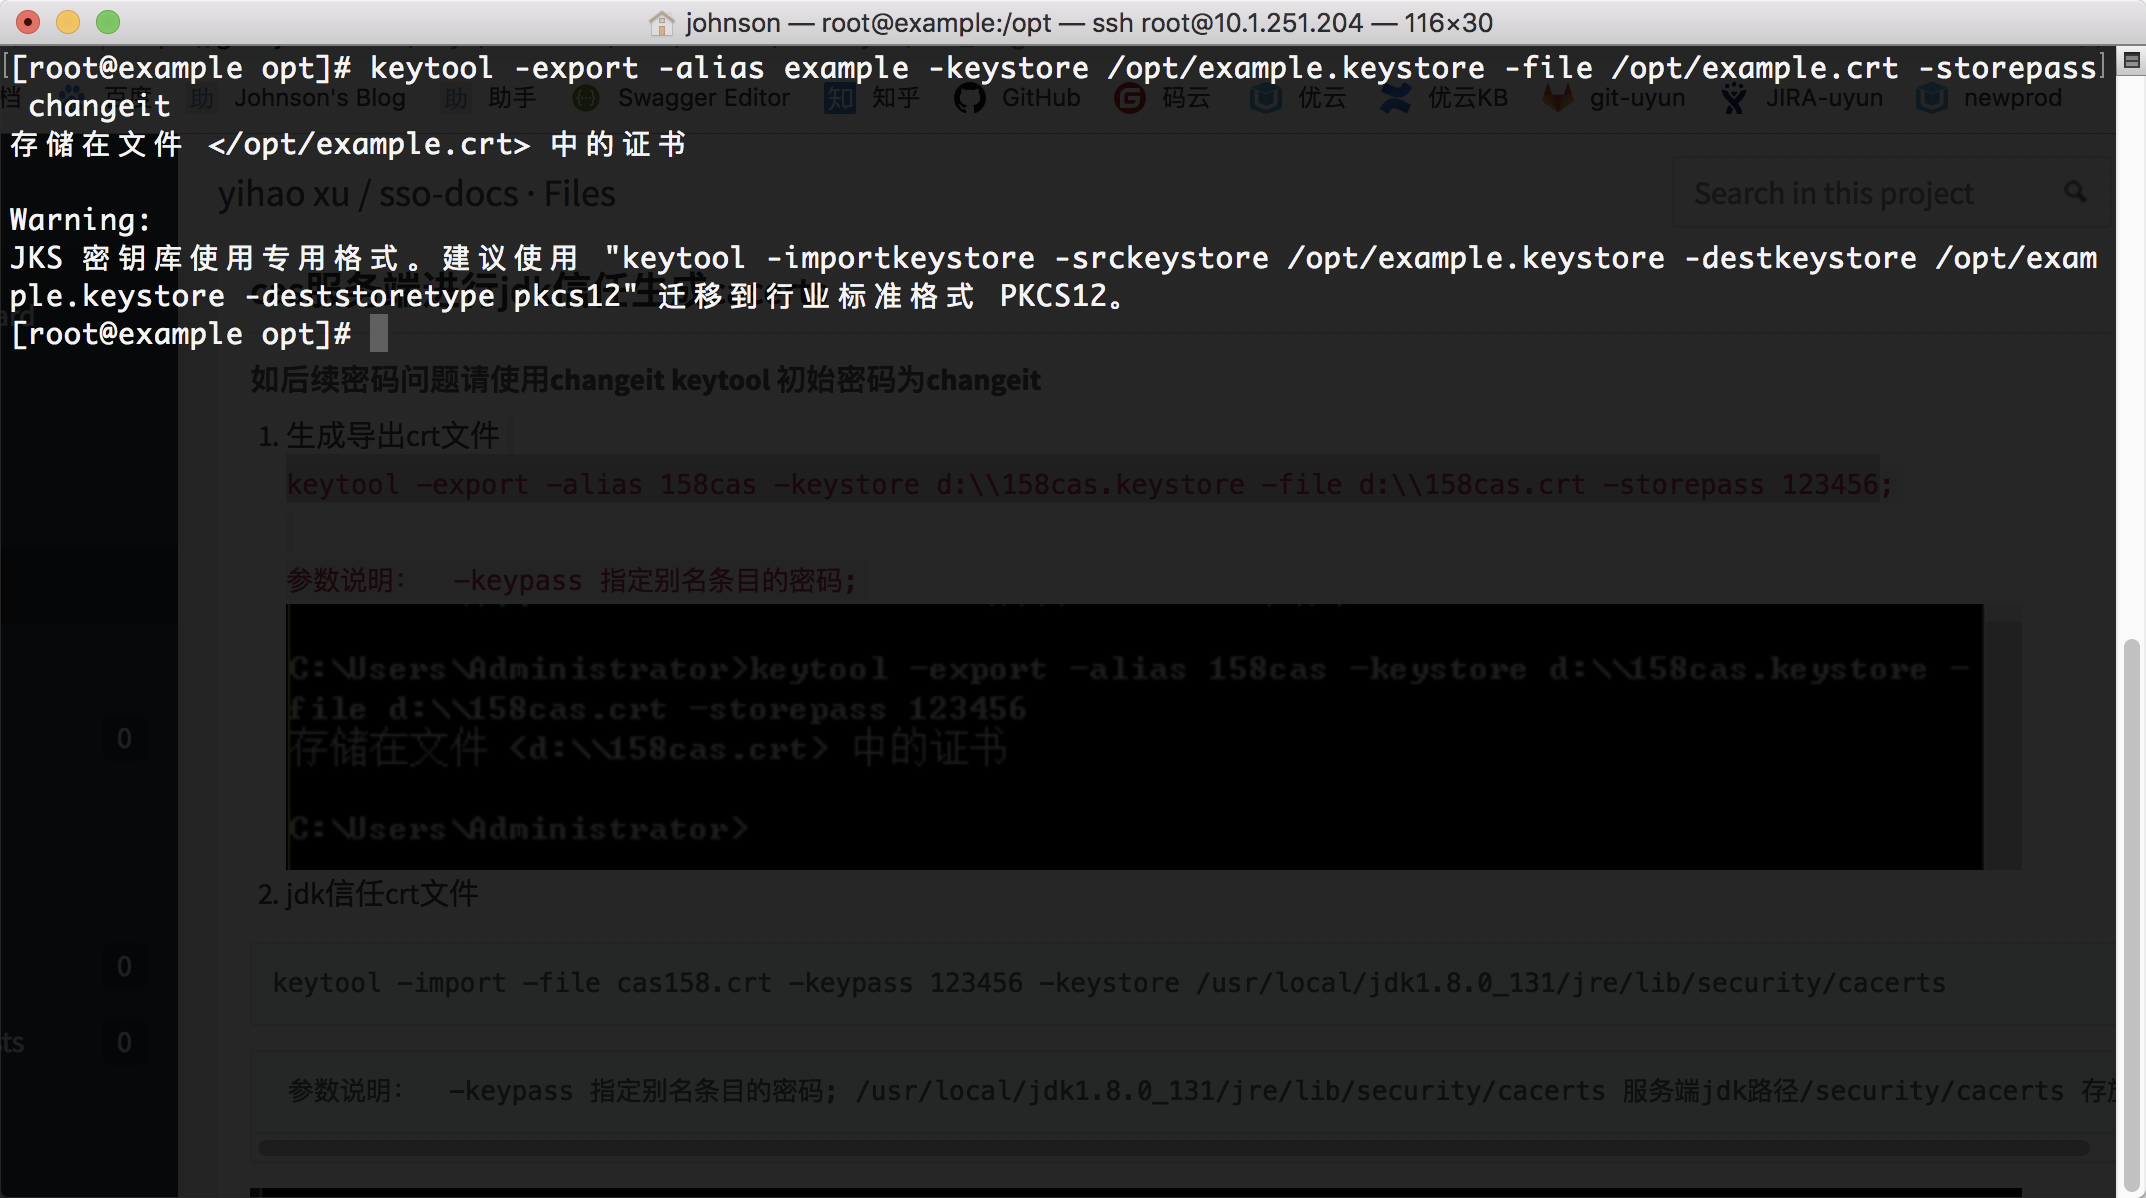 johnson — root@example:/opt — ssh root@10.1.251.204 — 116×30
[root@example opt]# keytool -export -alias example -keystore /opt/example.keystore -file /opt/example.crt -storepass
changeit
档 百度 助 Johnson's Blog 助 助手 Swagger Editor 知 知乎 GitHub 码云 优云 优云KB git-uyun JIRA-uyun newprod
存储在文件 </opt/example.crt> 中的证书
yihao xu / sso-docs · Files
Search in this project
Warning:
JKS 密钥库使用专用格式。建议使用 "keytool -importkeystore -srckeystore /opt/example.keystore -destkeystore /opt/exam
ple.keystore -deststoretype pkcs12" 迁移到行业标准格式 PKCS12。
[root@example opt]#
如后续密码问题请使用changeit keytool 初始密码为changeit
1. 生成导出crt文件
keytool -export -alias 158cas -keystore d:\\158cas.keystore -file d:\\158cas.crt -storepass 123456;
参数说明： -keypass 指定别名条目的密码;
C:\Users\Administrator>keytool -export -alias 158cas -keystore d:\\158cas.keystore -
file d:\\158cas.crt -storepass 123456
存储在文件 <d:\\158cas.crt> 中的证书
0
C:\Users\Administrator>
2. jdk信任crt文件
0
keytool -import -file cas158.crt -keypass 123456 -keystore /usr/local/jdk1.8.0_131/jre/lib/security/cacerts
ts 0
参数说明： -keypass 指定别名条目的密码; /usr/local/jdk1.8.0_131/jre/lib/security/cacerts 服务端jdk路径/security/cacerts 存